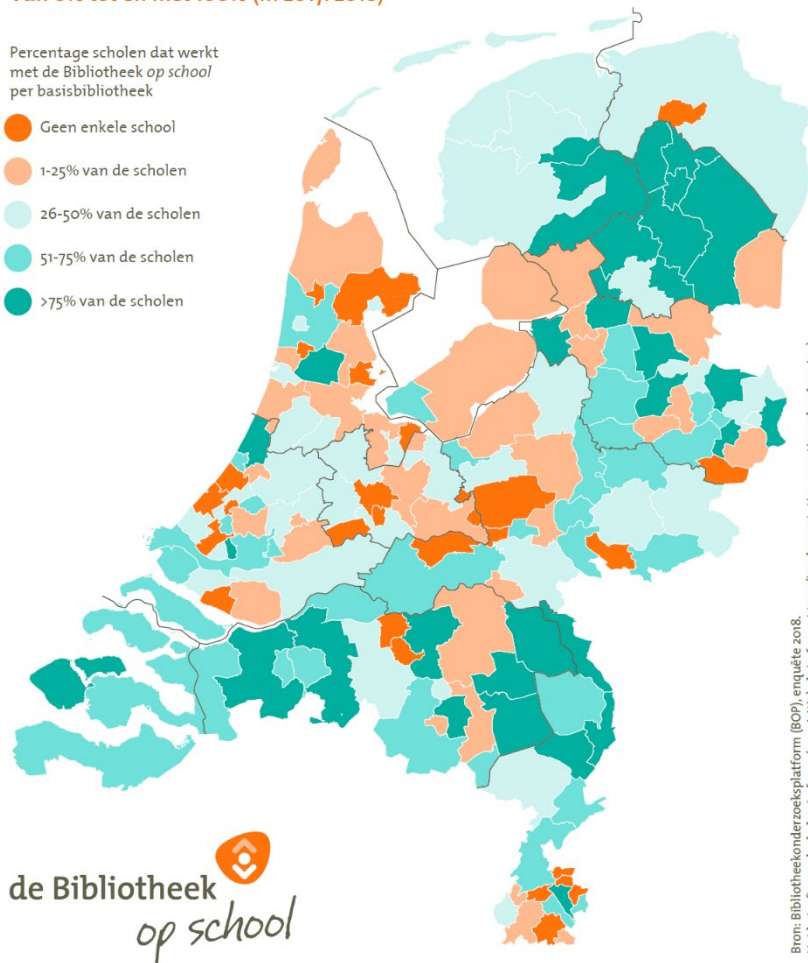 Percentage scholen dat werkt
met de Bibliotheek op school
per basisbibliotheek
Geen enkele school
1-25% van de scholen
26-50% van de scholen
51-75% van de scholen
>75% van de scholen
de Bibliotheek
op school
Bron: Bibliotheekonderzoeksplatform (BOP), enquête 2018.